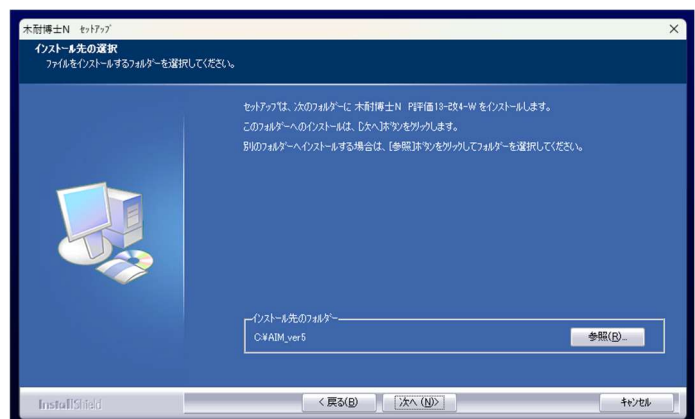 木耐博士N セットアップ
インストール先の選択
ファイルをインストールするフォルダーを選択してください。
セットアップは、次のフォルダーに 木耐博士N P評価13-改4-W をインストールします。
このフォルダーへのインストールは、[次へ]ボタンをクリックします。
別のフォルダーへインストールする場合は、[参照]ボタンをクリックしてフォルダーを選択してください。
インストール先のフォルダー
C:¥AIM_ver5
参照(R)...
InstallShield
< 戻る(B)
次へ (N)>
キャンセル